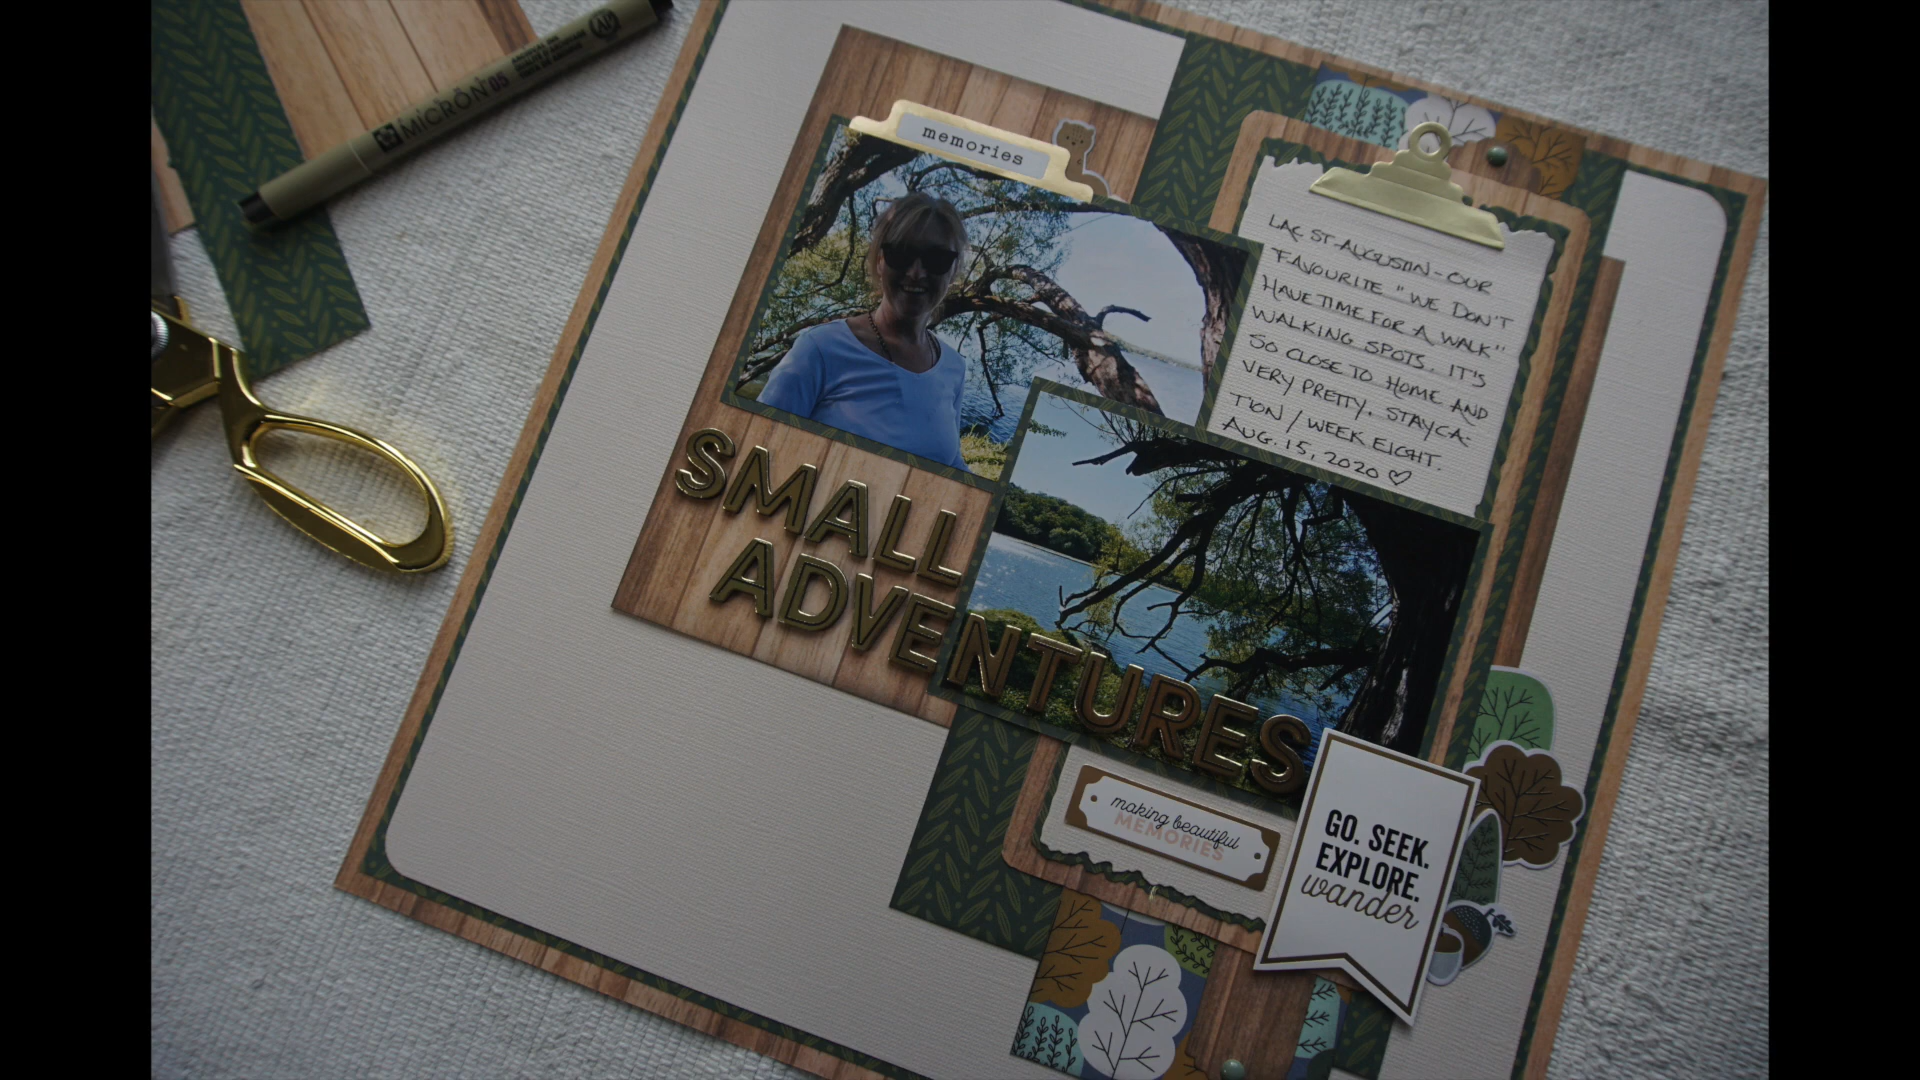 MICRON 05
memories
LAC ST-AUGUSTIN - OUR
FAVOURITE "WE DON'T
HAVE TIME FOR A WALK"
WALKING SPOTS. IT'S
SO CLOSE TO HOME AND
VERY PRETTY. STAYCA-
TION / WEEK EIGHT.
AUG. 15, 2020 ♡
SMALL
ADVENTURES
making beautiful
MEMORIES
GO. SEEK.
EXPLORE.
wander